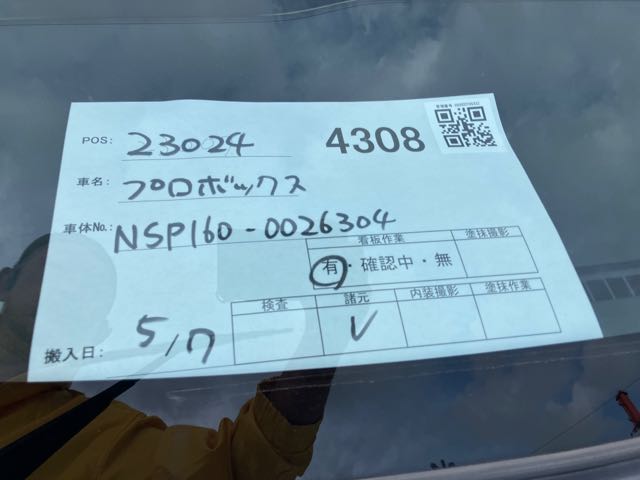 POS: 23024 4308
車名: プロボックス
車体No.: NSP160-0026304
看板作業 塗抹撮影
有・確認中・無
検査 諸元 内装撮影 塗抹作業
搬入日: 5/17 V